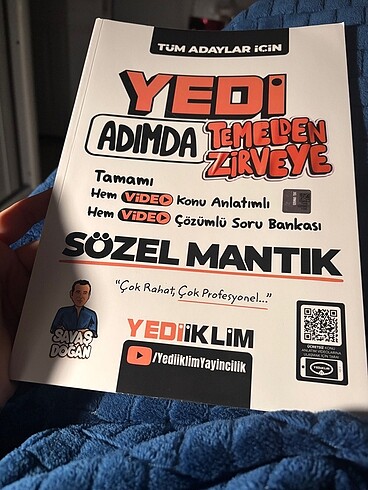 TÜM ADAYLAR İÇİN
YEDİ
ADIMDA TEMELDEN ZİRVEYE
Tamamı
Hem VİDEO Konu Anlatımlı
Hem VİDEO Çözümlü Soru Bankası
SÖZEL MANTIK
"Çok Rahat, Çok Profesyonel..."
SAVAŞ
DOĞAN
YEDİİKLİM
/YediiklimYayincilik